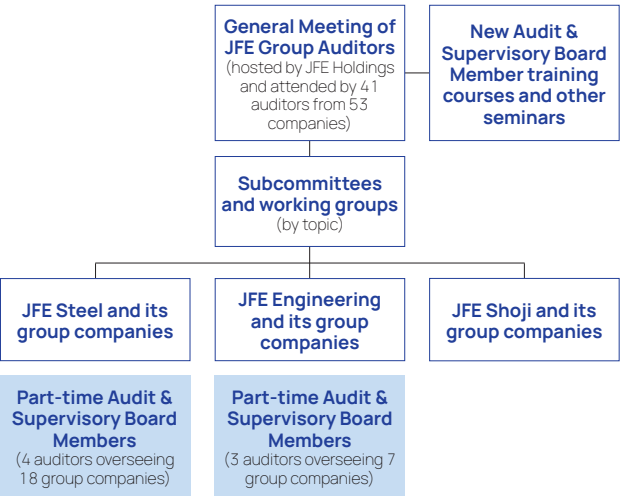 General Meeting of
JFE Group Auditors
(hosted by JFE Holdings
and attended by 41
auditors from 53
companies)
New Audit &
Supervisory Board
Member training
courses and other
seminars
Subcommittees
and working groups
(by topic)
JFE Steel and its
group companies
JFE Engineering
and its group
companies
JFE Shoji and its
group companies
Part-time Audit &
Supervisory Board
Members
(4 auditors overseeing
18 group companies)
Part-time Audit &
Supervisory Board
Members
(3 auditors overseeing 7
group companies)